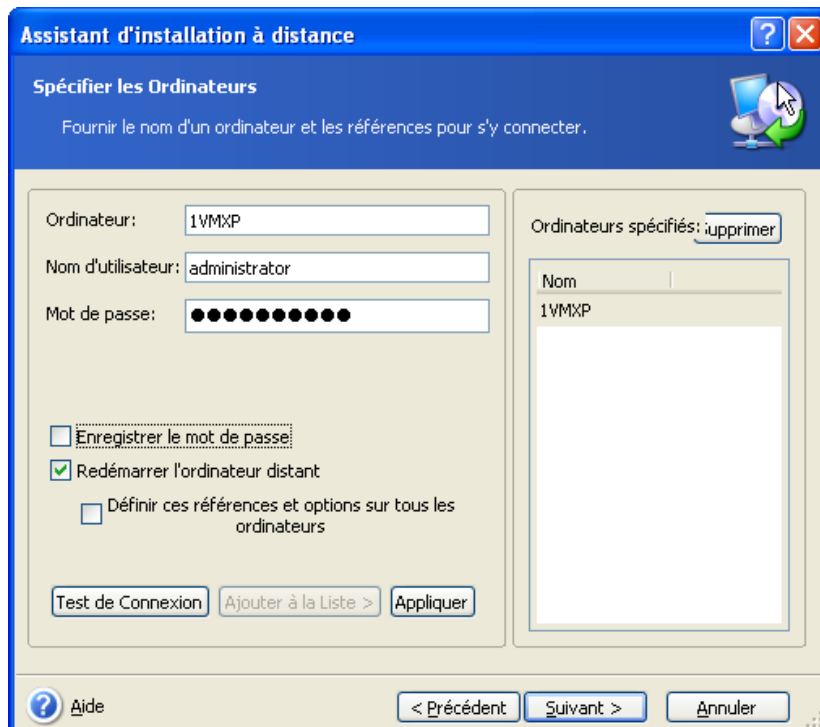 Assistant d'installation à distance
Spécifier les Ordinateurs
Fournir le nom d'un ordinateur et les références pour s'y connecter.
Ordinateur: 1VMXP
Nom d'utilisateur: administrator
Mot de passe: ●●●●●●●●●●
Enregistrer le mot de passe
Redémarrer l'ordinateur distant
Définir ces références et options sur tous les
ordinateurs
Test de Connexion Ajouter à la Liste > Appliquer
Ordinateurs spécifiés: Supprimer
Nom
1VMXP
Aide < Précédent Suivant > Annuler